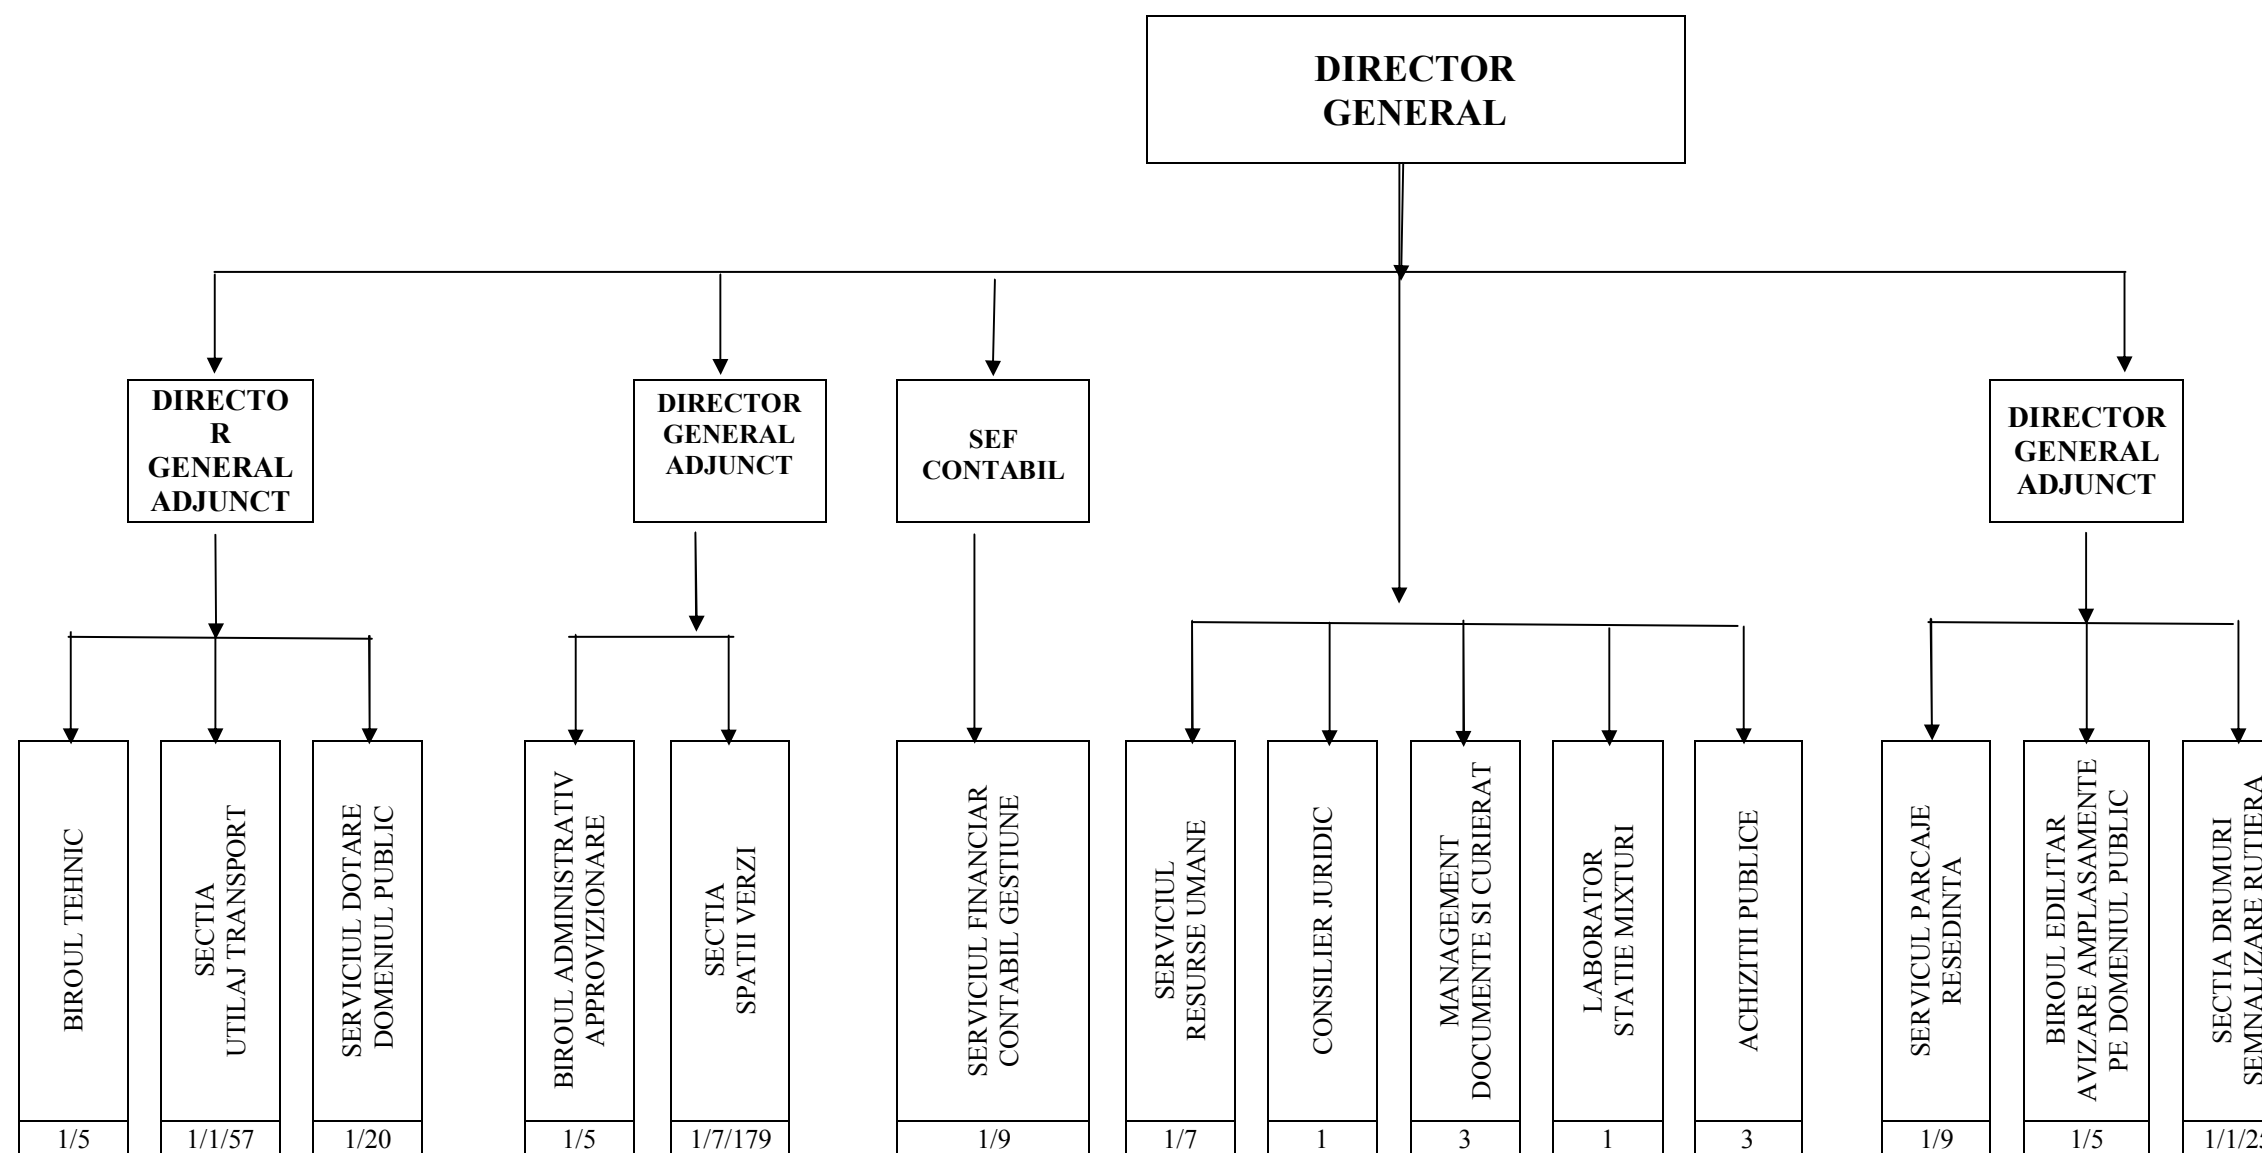 DIRECTOR
GENERAL
DIRECTO
R
GENERAL
ADJUNCT
DIRECTOR
GENERAL
ADJUNCT
SEF
CONTABIL
DIRECTOR
GENERAL
ADJUNCT
BIROUL TEHNIC
SECTIA
UTILAJ TRANSPORT
SERVICIUL DOTARE
DOMENIUL PUBLIC
BIROUL ADMINISTRATIV
APPROVIZIONARE
SECTIA
SPATII VERZI
SERVICIUL FINANCIAR
CONTABIL GESTIUNE
SERVICIUL
RESURSE UMANE
CONSILIER JURIDIC
MANAGEMENT
DOCUMENTE SI CURIERAT
LABORATOR
STATIE MIXTURI
ACHIZITII PUBLICE
SERVICUL PARCAJE
RESEDINTA
BIROUL EDILITAR
AVIZARE AMPLASAMENTE
PE DOMENIUL PUBLIC
SECTIA DRUMURI
SEMNALIZARE RUTIERA
1/5
1/1/57
1/20
1/5
1/7/179
1/9
1/7
1
3
1
3
1/9
1/5